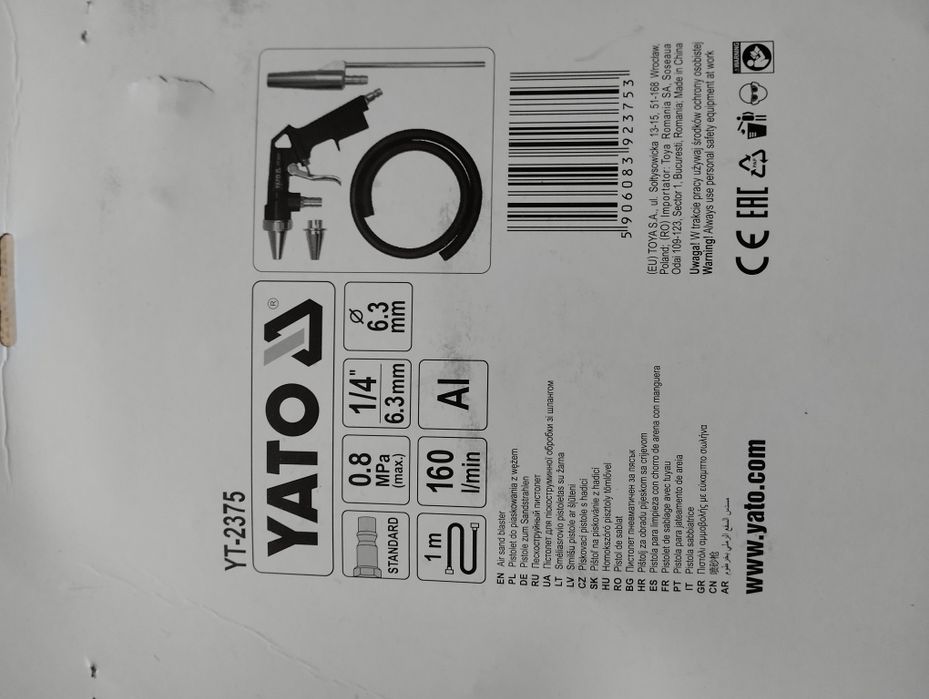 YT-2375
YATO ®
0.8
MPa
(max.)
1/4"
6.3mm
Ø
6.3
mm
STANDARD
1 m
160
l/min
Al
EN Air sand blaster
PL Pistolet do piaskowania z wężem
DE Pistole zum Sandstrahlen
RU Пескоструйный пистолет
UA Пістолет для піскоструминної обробки зі шлангом
LT Smėliasrovio pistoletas su žarna
LV Smilšu pistole ar šļūteni
CZ Pískovací pistole s hadicí
SK Pištoľ na pískovánie z hadicí
HU Homokszóró pisztoly tömlővel
RO Pistol de sablat
BG Пистолет пневматичен за пясък
HR Pištolj za obradu pijeskom sa crijevom
ES Pistola para limpieza con chorro de arena con manguera
FR Pistolet de sablage avec tuyau
PT Pistola para jateamento de areia
IT Pistola sabbiatrice
GR Πιστόλι αμμοβολής με εύκαμπτο σωλήνα
CN 喷砂枪
AR
www.yato.com
5 906083 923753
(EU) TOYA S.A., ul. Sołtysowicka 13-15, 51-168 Wrocław,
Poland; (RO) Importator: Toya Romania SA, Soseaua
Odai 109-123, Sector 1, Bucuresti, Romania; Made in China
Uwaga! W trakcie pracy używaj środków ochrony osobistej
Warning! Always use personal safety equipment at work
CE EAC
WARNING